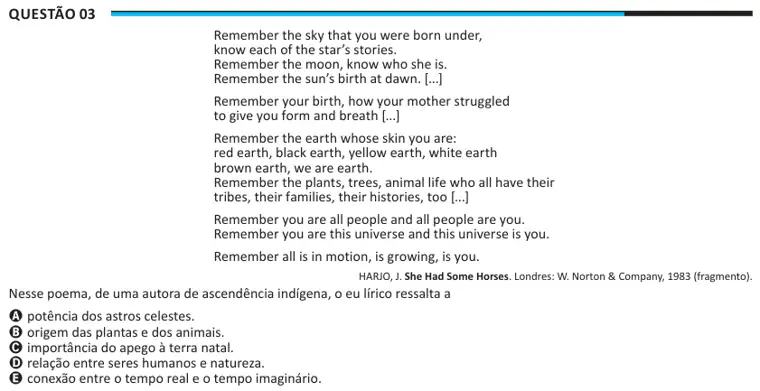 QUESTÃO 03
Remember the sky that you were born under,
know each of the star's stories.
Remember the moon, know who she is.
Remember the sun's birth at dawn. [...]
Remember your birth, how your mother struggled
to give you form and breath [...]
Remember the earth whose skin you are:
red earth, black earth, yellow earth, white earth
brown earth, we are earth.
Remember the plants, trees, animal life who all have their
tribes, their families, their histories, too [...]
Remember you are all people and all people are you.
Remember you are this universe and this universe is you.
Remember all is in motion, is growing, is you.
HARJO, J. She Had Some Horses. Londres: W. Norton & Company, 1983 (fragmento).
Nesse poema, de uma autora de ascendência indígena, o eu lírico ressalta a
A potência dos astros celestes.
B origem das plantas e dos animais.
C importância do apego à terra natal.
D relação entre seres humanos e natureza.
E conexão entre o tempo real e o tempo imaginário.